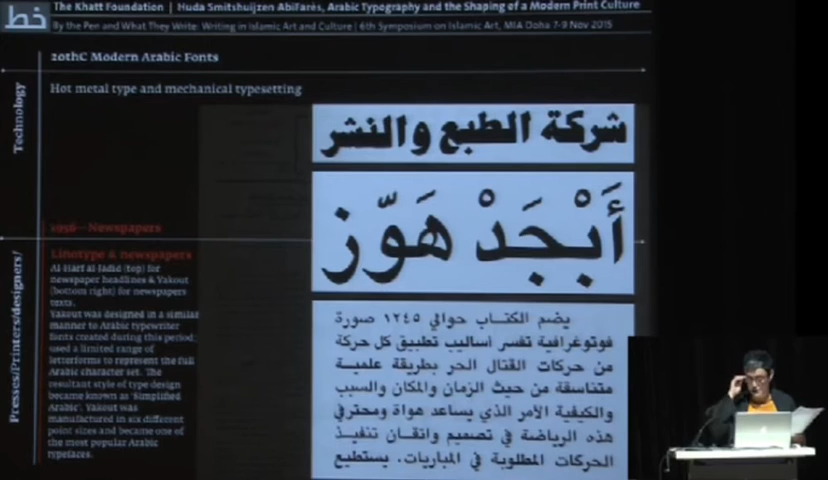 خط
The Khatt Foundation | Huda Smitshuijzen AbiFarès, Arabic Typography and the Shaping of a Modern Print Culture
By the Pen and What They Write: Writing in Islamic Art and Culture | 6th Symposium on Islamic Art, MIA Doha 7-9 Nov 2015
20thC Modern Arabic Fonts
Hot metal type and mechanical typesetting
Technology
شركة الطبع والنشر
أَبْجَدْ هَوّز
1956—Newspapers
Linotype & newspapers
Al-Harf al-Jadid (top) for
newspaper headlines & Yakout
(bottom right) for newspapers
texts.
Yakout was designed in a similar
manner to Arabic typewriter
fonts created during this period;
used a limited range of
letterforms to represent the full
Arabic character set. The
resultant style of type design
became known as 'Simplified
Arabic'. Yakout was
manufactured in six different
point sizes and became one of
the most popular Arabic
typefaces.
Presses/Printers/designers/
يضم الكتاب حوالي ١٢٤٥ صورة
فوتوغرافية تفسر أساليب تطبيق كل حركة
من حركات القتال الحر بطريقة علمية
متناسقة من حيث الزمان والمكان والسبب
والكيفية الأمر الذي يساعد هواة ومحترفي
هذه الرياضة في تصميم واتقان تنفيذ
الحركات المطلوبة في المباريات. يستطيع